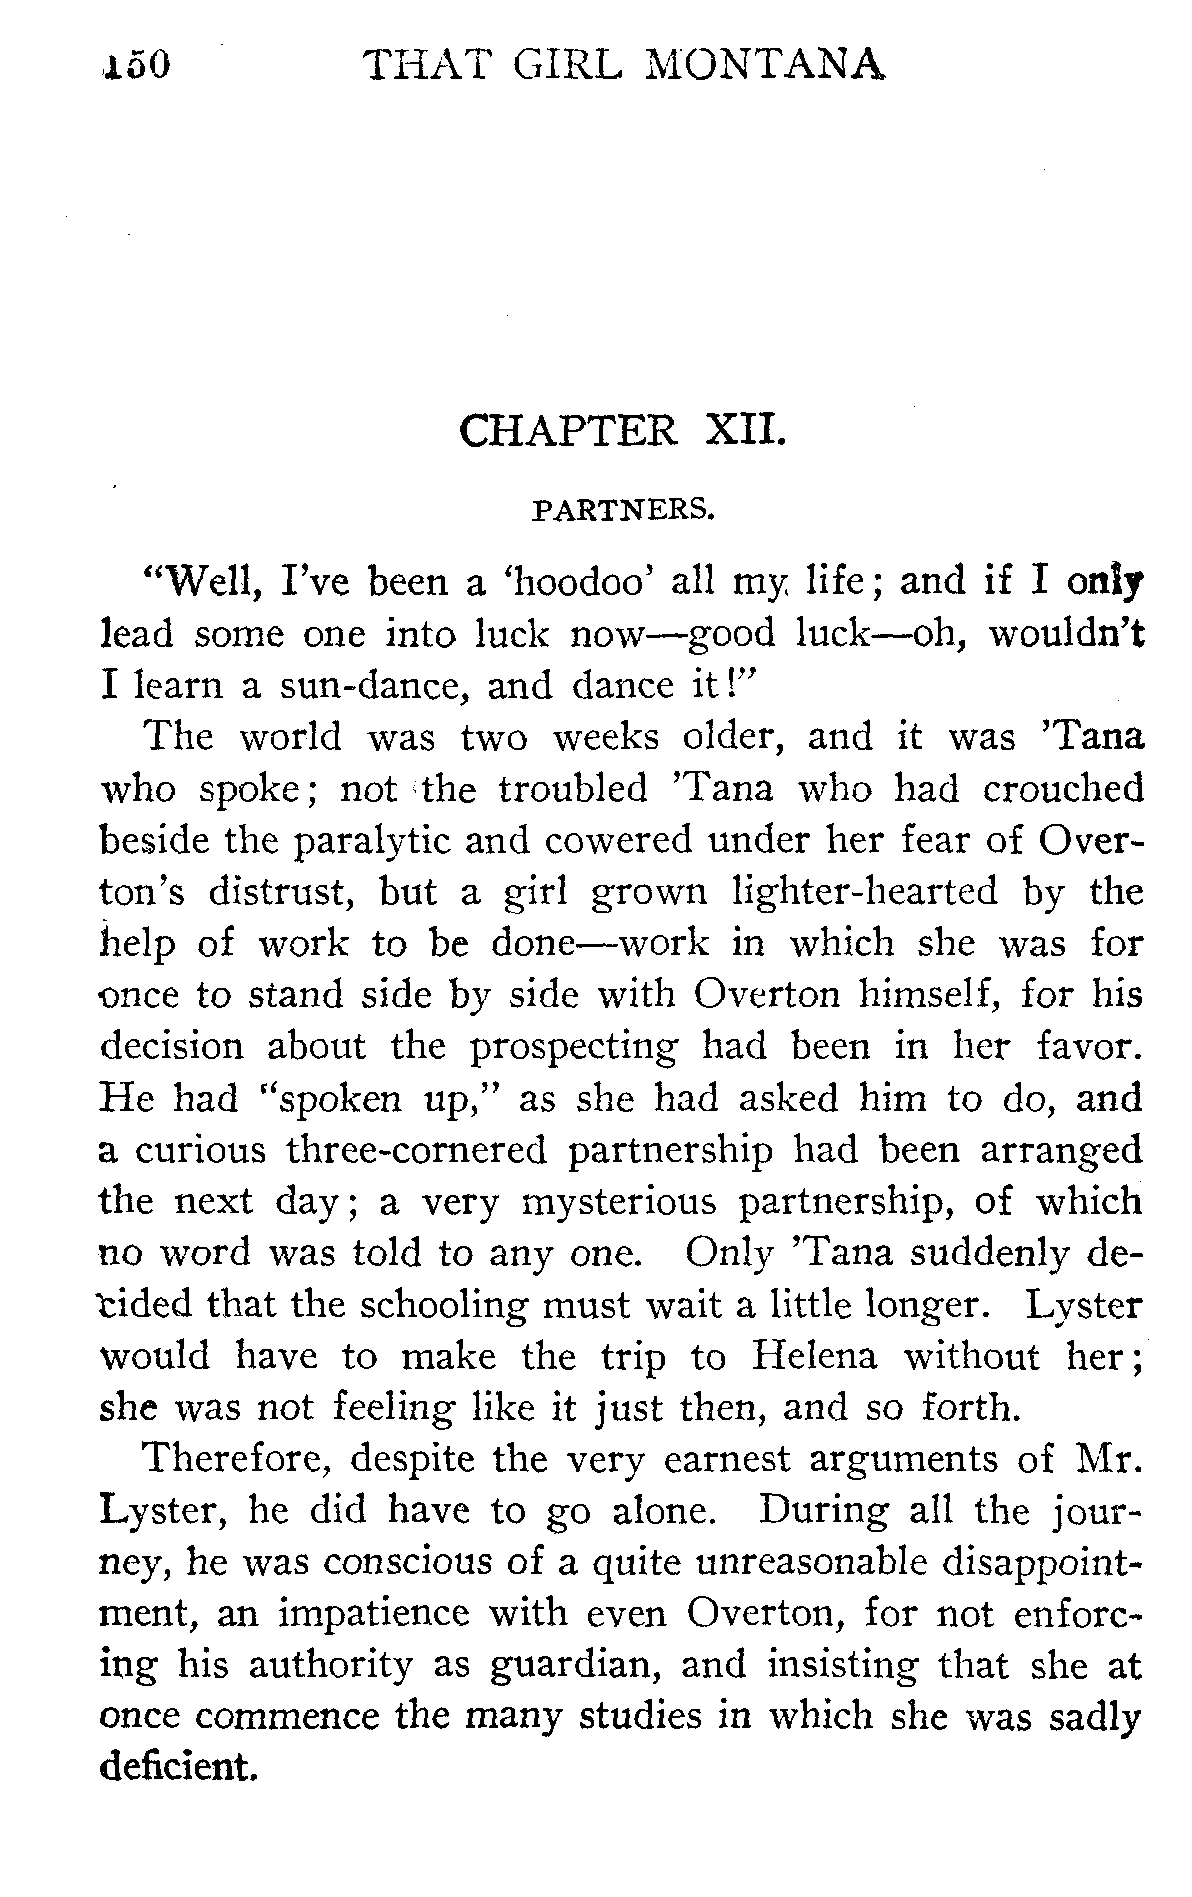 150 THAT GIRL MONTANA
CHAPTER XII.
PARTNERS.
“Well, I’ve been a ‘hoodoo’ all my life; and if I only
lead some one into luck now—good luck—oh, wouldn’t
I learn a sun-dance, and dance it!”
The world was two weeks older, and it was ’Tana
who spoke; not the troubled ’Tana who had crouched
beside the paralytic and cowered under her fear of Over-
ton’s distrust, but a girl grown lighter-hearted by the
help of work to be done—work in which she was for
once to stand side by side with Overton himself, for his
decision about the prospecting had been in her favor.
He had “spoken up,” as she had asked him to do, and
a curious three-cornered partnership had been arranged
the next day; a very mysterious partnership, of which
no word was told to any one. Only ’Tana suddenly de-
cided that the schooling must wait a little longer. Lyster
would have to make the trip to Helena without her;
she was not feeling like it just then, and so forth.
Therefore, despite the very earnest arguments of Mr.
Lyster, he did have to go alone. During all the jour-
ney, he was conscious of a quite unreasonable disappoint-
ment, an impatience with even Overton, for not enforc-
ing his authority as guardian, and insisting that she at
once commence the many studies in which she was sadly
deficient.